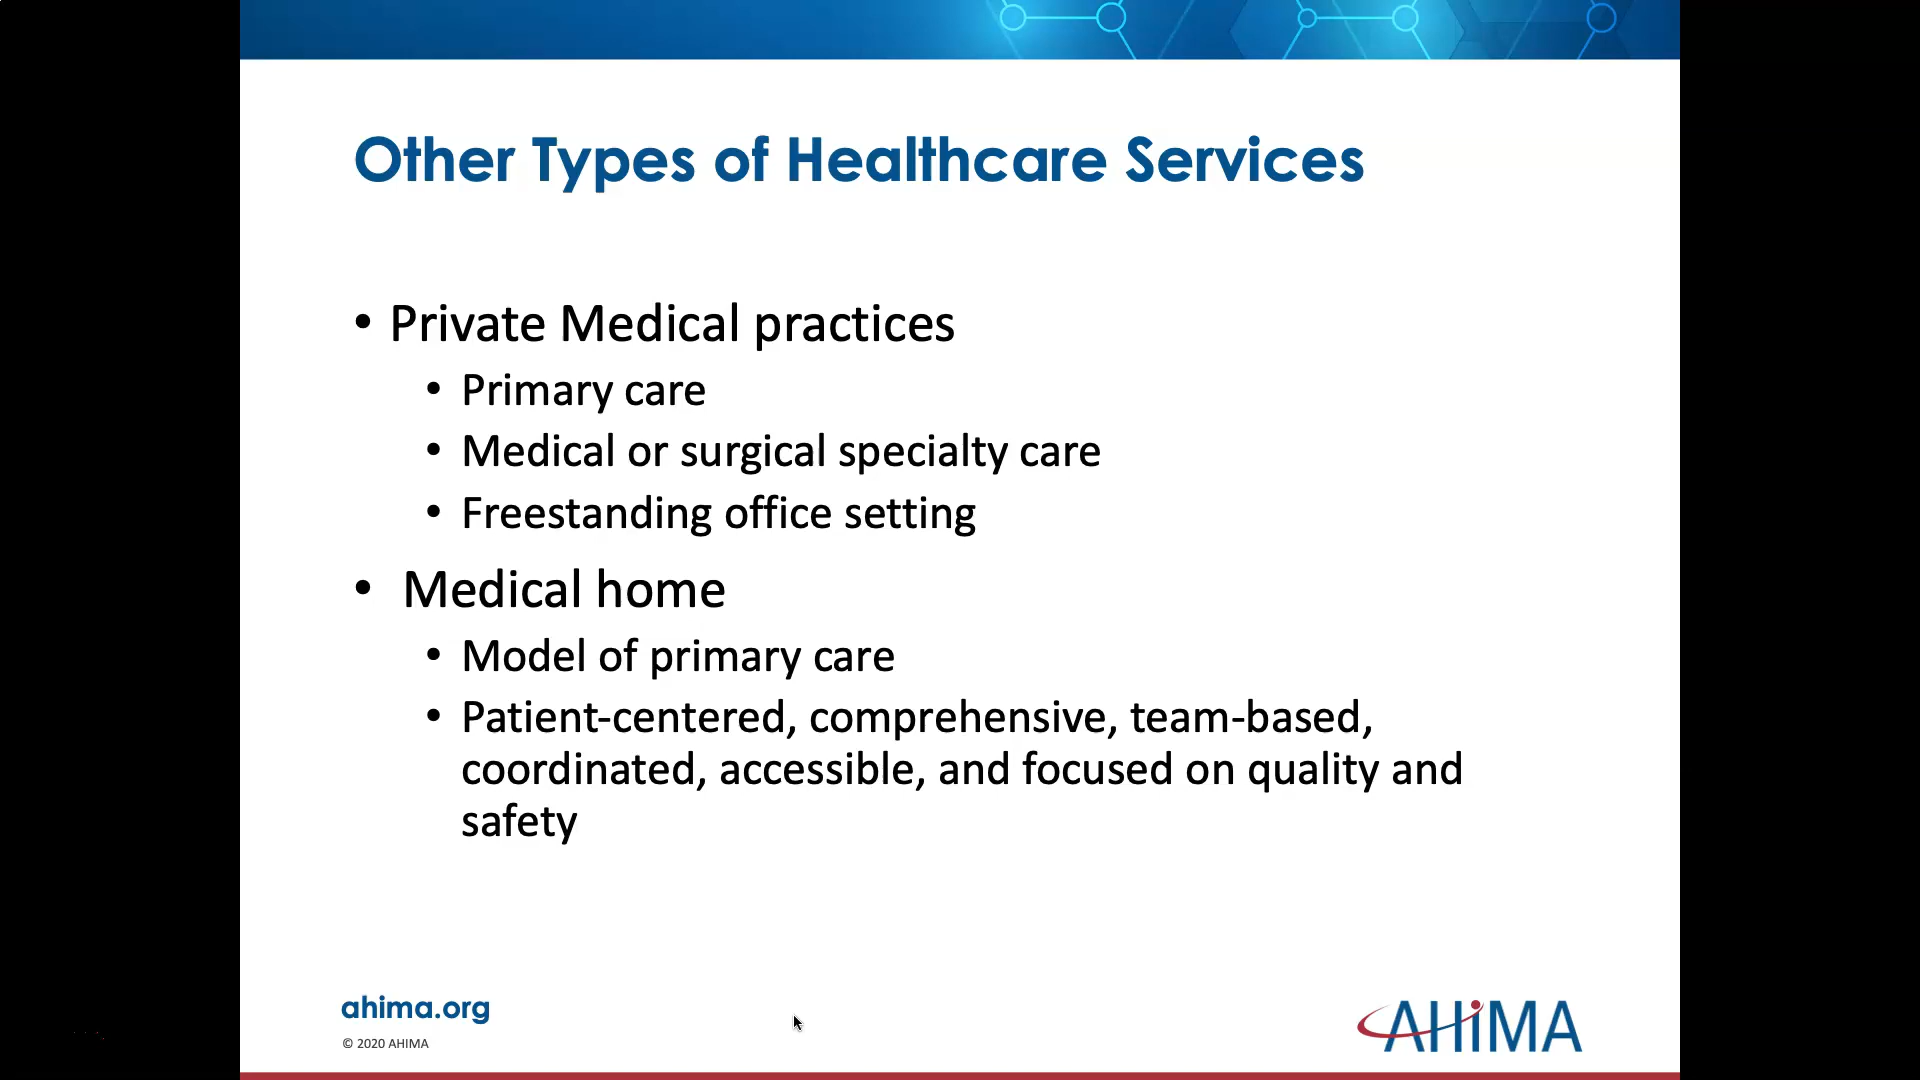 Other Types of Healthcare Services
• Private Medical practices
• Primary care
• Medical or surgical specialty care
• Freestanding office setting
• Medical home
• Model of primary care
• Patient-centered, comprehensive, team-based,
coordinated, accessible, and focused on quality and
safety
ahima.org
© 2020 AHIMA
AHIMA